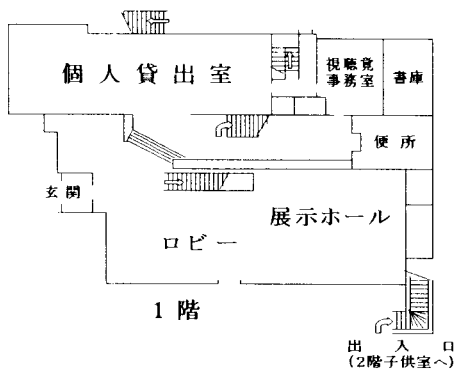 個人貸出室
視聴覚
事務室
書庫
便所
玄関
展示ホール
ロビー
1階
出入口
(2階子供室へ)